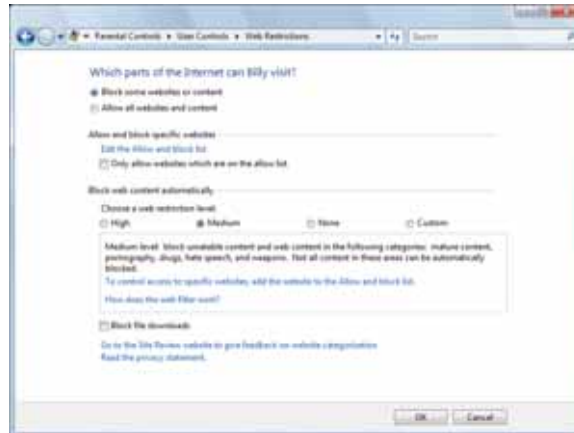 Parental Controls ▸ User Controls ▸ Web Restrictions
Search
Which parts of the Internet can Billy visit?
Block some websites or content
Allow all websites and content
Allow and block specific websites
Edit the Allow and block list
Only allow websites which are on the allow list
Block web content automatically
Choose a web restriction level:
High Medium None Custom
Medium level: block unratable content and web content in the following categories: mature content,
pornography, drugs, hate speech, and weapons. Not all content in these areas can be automatically
blocked.
To control access to specific websites, add the website to the Allow and block list.
How does the web filter work?
Block file downloads
Go to the Site Review website to give feedback on website categorization
Read the privacy statement.
OK Cancel